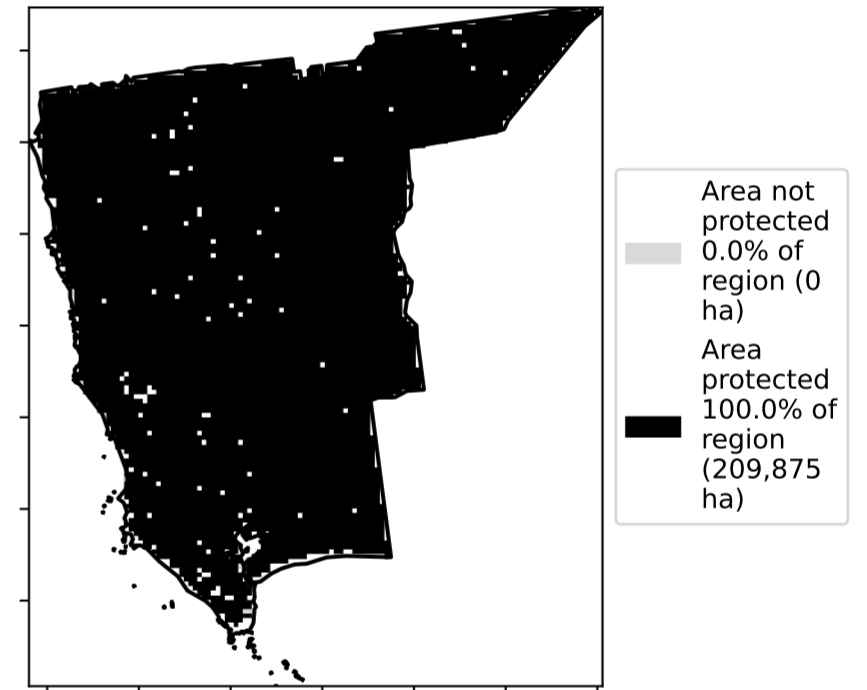 Area not
protected
0.0% of
region (0
ha)
Area
protected
100.0% of
region
(209,875
ha)